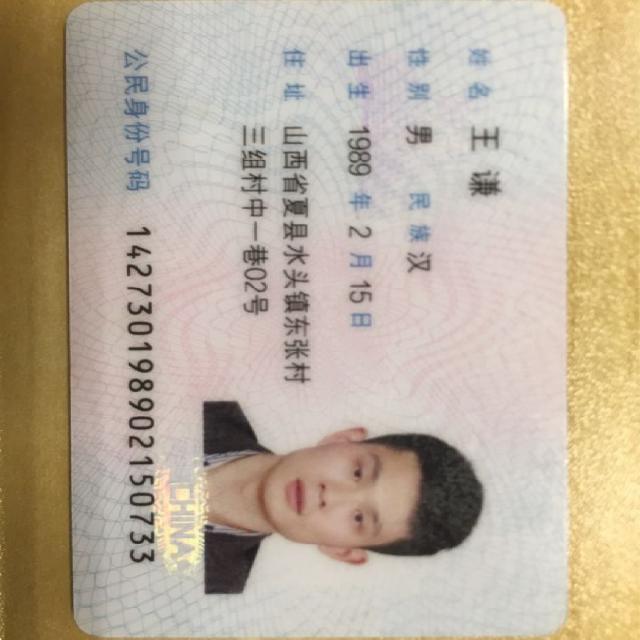 姓名 王谦
性别 男 民族 汉
出生 1989 年 2 月 15 日
住址 山西省夏县水头镇东张村
三组村中一巷02号
公民身份号码 142730198902150733
CHINA